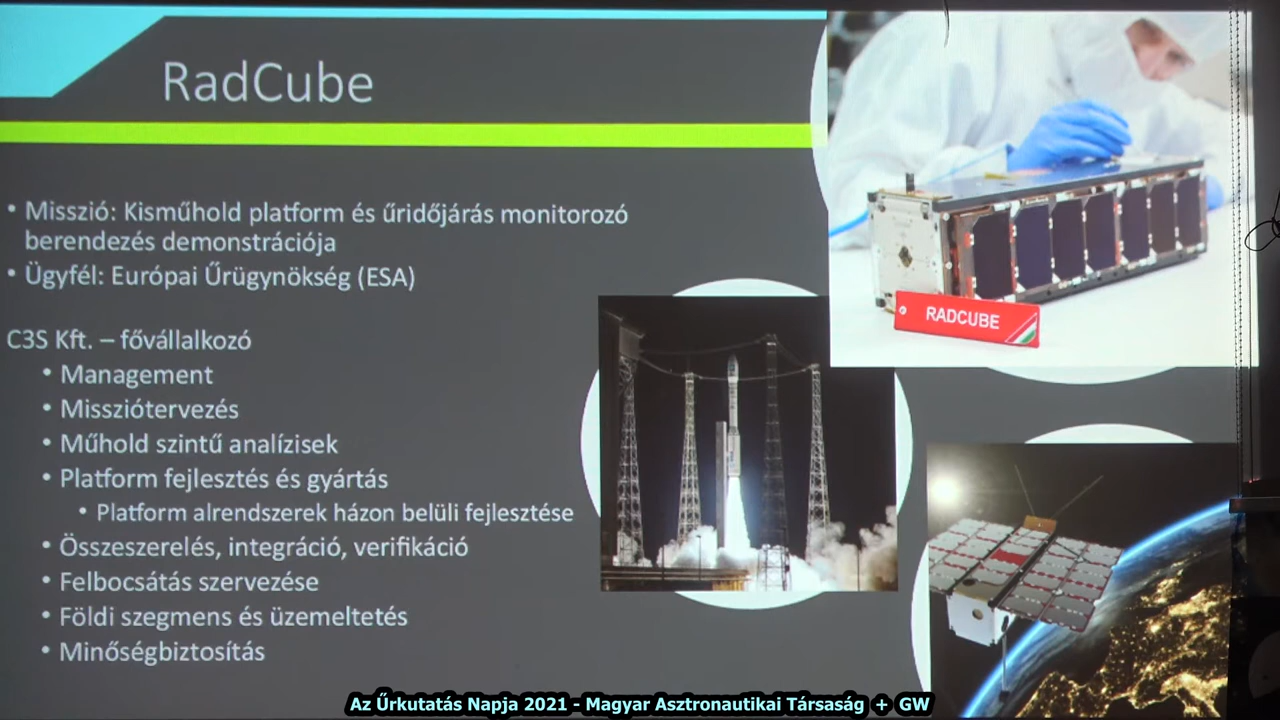 RadCube
• Misszió: Kisműhold platform és űridőjárás monitorozó
berendezés demonstrációja
• Ügyfél: Európai Űrügynökség (ESA)
C3S Kft. – fővállalkozó
• Management
• Missziótervezés
• Műhold szintű analízisek
• Platform fejlesztés és gyártás
• Platform alrendszerek házon belüli fejlesztése
• Összeszerelés, integráció, verifikáció
• Felbocsátás szervezése
• Földi szegmens és üzemeltetés
• Minőségbiztosítás
RADCUBE
Az Űrkutatás Napja 2021 - Magyar Asztronautikai Társaság + GW